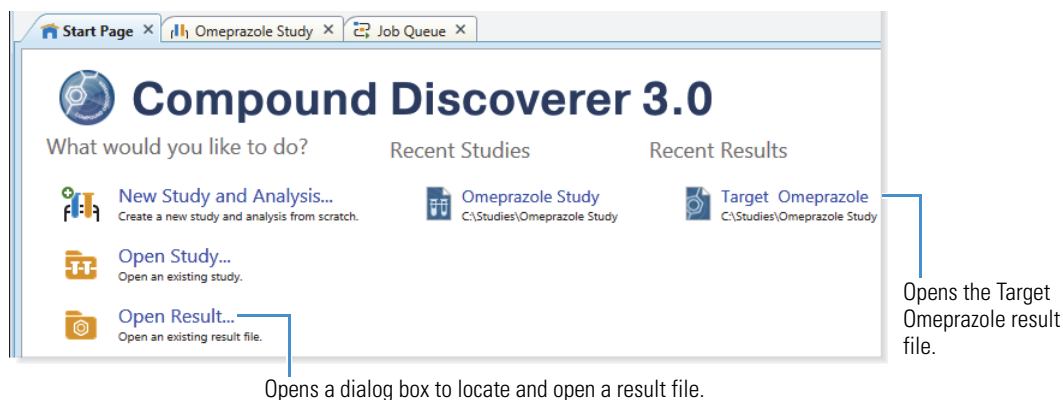 Start Page × Omeprazole Study × Job Queue ×
Compound Discoverer 3.0
What would you like to do?
Recent Studies
Recent Results
New Study and Analysis...
Create a new study and analysis from scratch.
Omeprazole Study
C:\Studies\Omeprazole Study
Target Omeprazole
C:\Studies\Omeprazole Study
Open Study...
Open an existing study.
Open Result...
Open an existing result file.
Opens the Target
Omeprazole result
file.
Opens a dialog box to locate and open a result file.